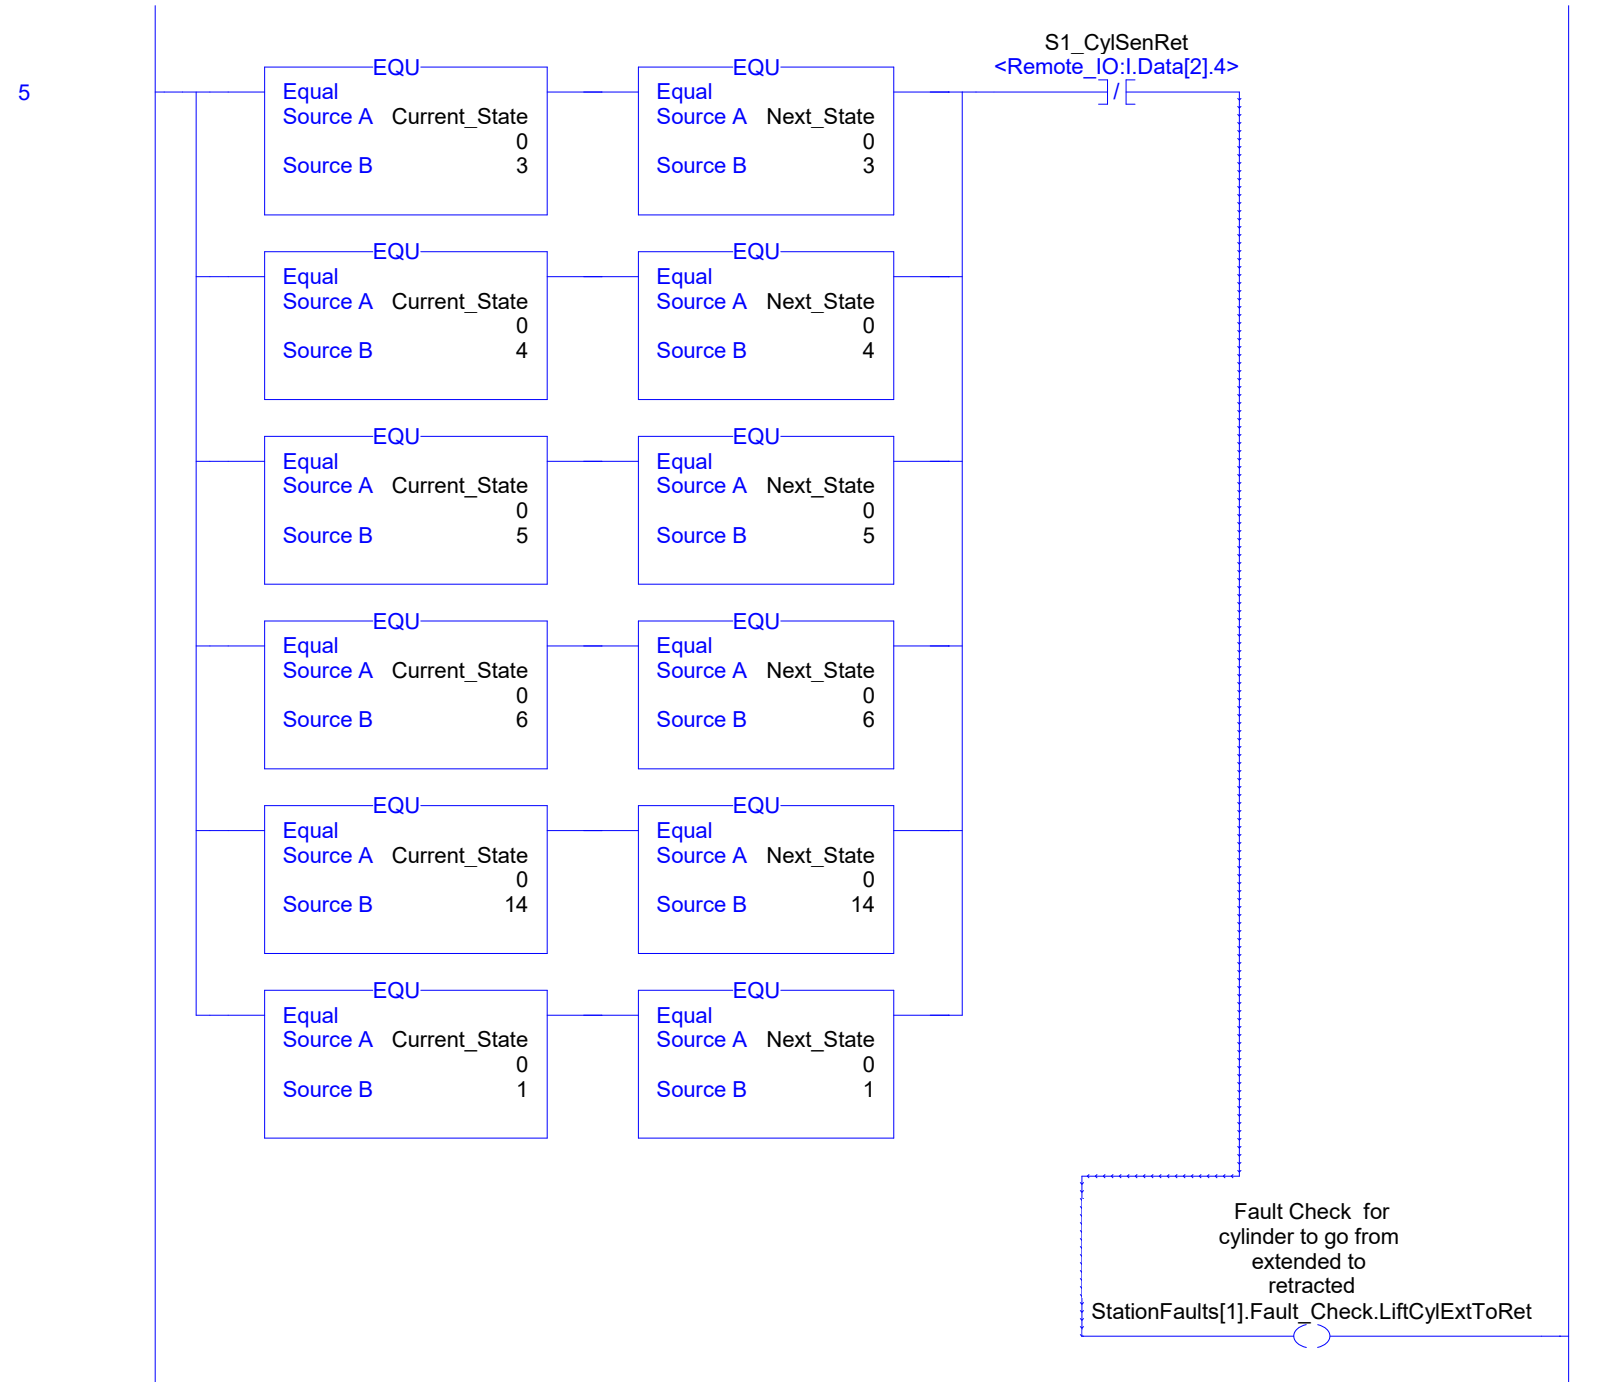 S1_CylSenRet
<Remote_IO:I.Data[2].4>
5
EQU EQU
Equal Equal
Source A Current_State Source A Next_State
0 0
Source B 3 Source B 3
EQU EQU
Equal Equal
Source A Current_State Source A Next_State
0 0
Source B 4 Source B 4
EQU EQU
Equal Equal
Source A Current_State Source A Next_State
0 0
Source B 5 Source B 5
EQU EQU
Equal Equal
Source A Current_State Source A Next_State
0 0
Source B 6 Source B 6
EQU EQU
Equal Equal
Source A Current_State Source A Next_State
0 0
Source B 14 Source B 14
EQU EQU
Equal Equal
Source A Current_State Source A Next_State
0 0
Source B 1 Source B 1
Fault Check for
cylinder to go from
extended to
retracted
StationFaults[1].Fault_Check.LiftCylExtToRet